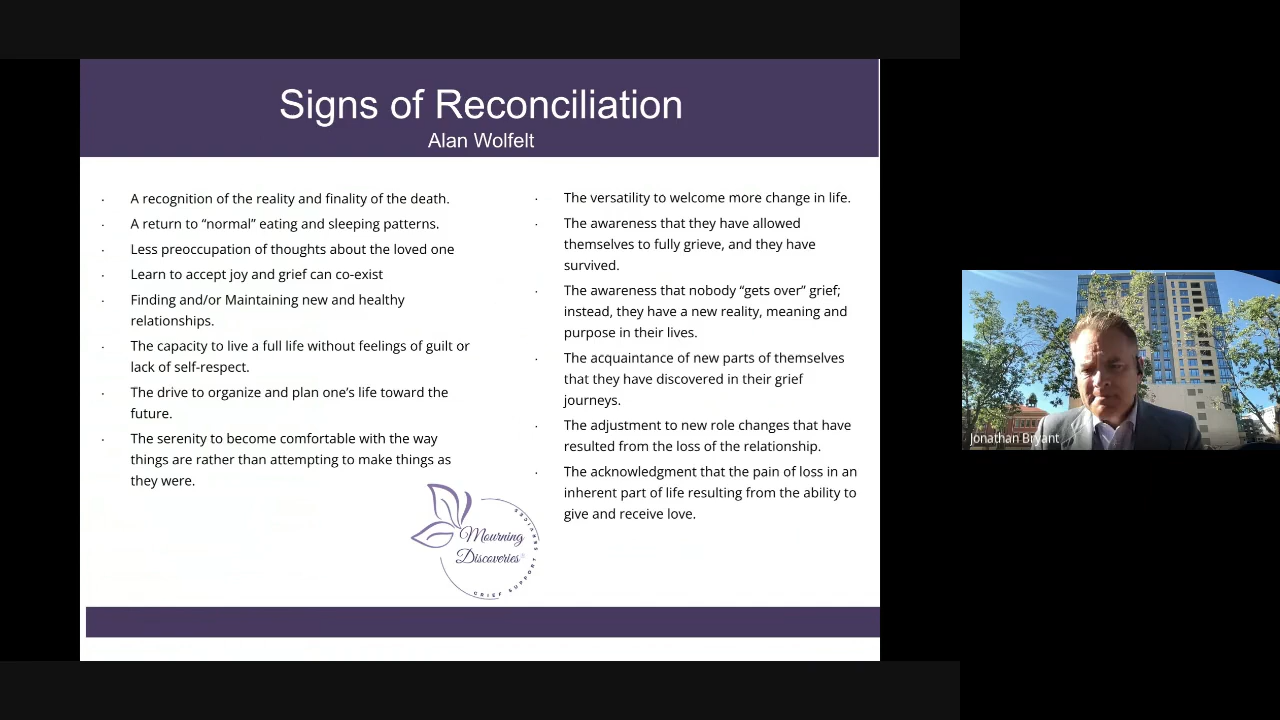 Signs of Reconciliation
Alan Wolfelt
· A recognition of the reality and finality of the death.
· A return to “normal” eating and sleeping patterns.
· Less preoccupation of thoughts about the loved one
· Learn to accept joy and grief can co-exist
· Finding and/or Maintaining new and healthy
relationships.
· The capacity to live a full life without feelings of guilt or
lack of self-respect.
· The drive to organize and plan one’s life toward the
future.
· The serenity to become comfortable with the way
things are rather than attempting to make things as
they were.
· The versatility to welcome more change in life.
· The awareness that they have allowed
themselves to fully grieve, and they have
survived.
· The awareness that nobody “gets over” grief;
instead, they have a new reality, meaning and
purpose in their lives.
· The acquaintance of new parts of themselves
that they have discovered in their grief
journeys.
· The adjustment to new role changes that have
resulted from the loss of the relationship.
· The acknowledgment that the pain of loss in an
inherent part of life resulting from the ability to
give and receive love.
Mourning
Discoveries®
GRIEF SUPPORT SERVICES
Jonathan Bryant